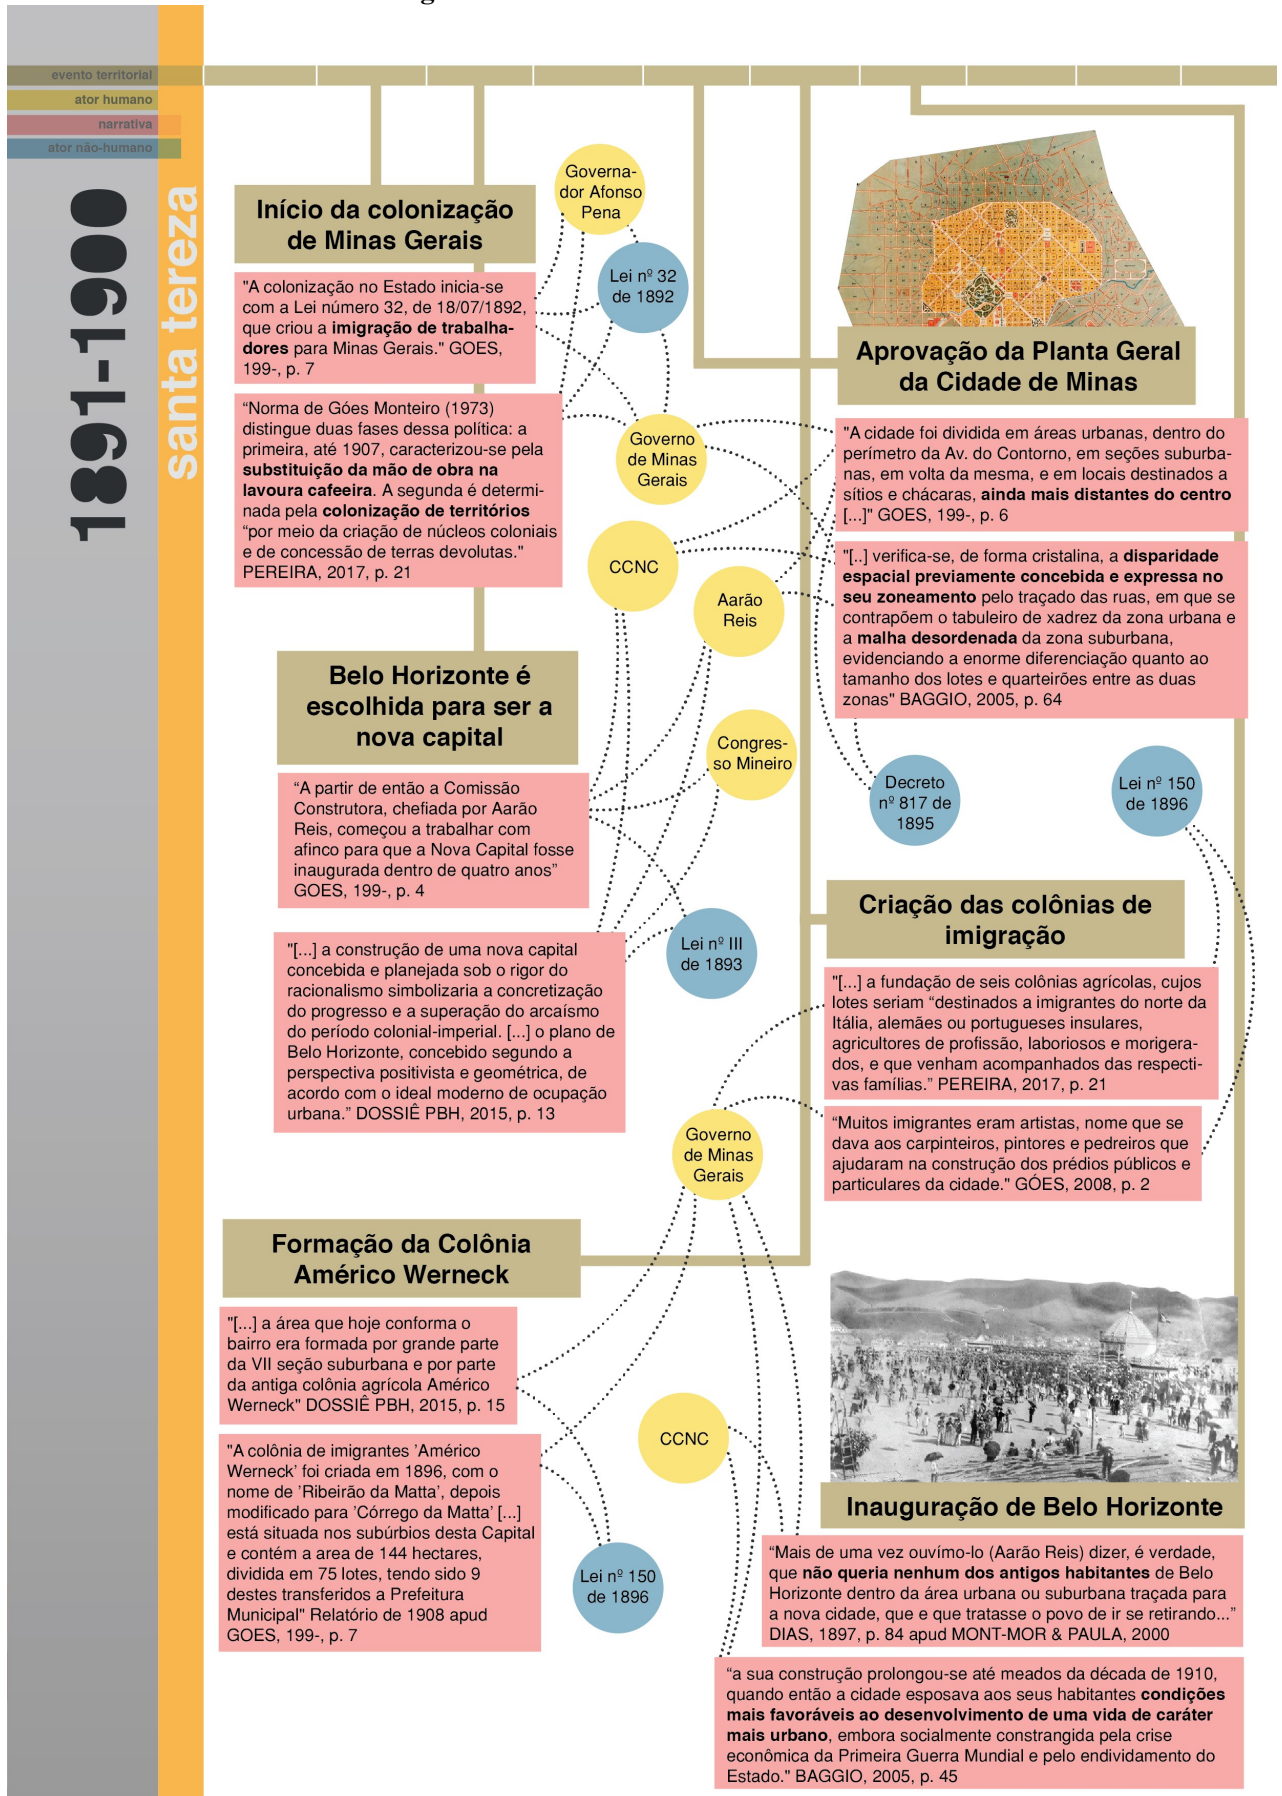 evento territorial
ator humano
narrativa
ator não-humano
1891-1900
santa tereza
Início da colonização
de Minas Gerais
"A colonização no Estado inicia-se
com a Lei número 32, de 18/07/1892,
que criou a imigração de trabalha-
dores para Minas Gerais." GOES,
199-, p. 7
“Norma de Góes Monteiro (1973)
distingue duas fases dessa política: a
primeira, até 1907, caracterizou-se pela
substituição da mão de obra na
lavoura cafeeira. A segunda é determi-
nada pela colonização de territórios
“por meio da criação de núcleos coloniais
e de concessão de terras devolutas."
PEREIRA, 2017, p. 21
Governa-
dor Afonso
Pena
Lei nº 32
de 1892
Governo
de Minas
Gerais
CCNC
Aarão
Reis
Congres-
so Mineiro
Aprovação da Planta Geral
da Cidade de Minas
"A cidade foi dividida em áreas urbanas, dentro do
perímetro da Av. do Contorno, em seções suburba-
nas, em volta da mesma, e em locais destinados a
sítios e chácaras, ainda mais distantes do centro
[...]" GOES, 199-, p. 6
"[..] verifica-se, de forma cristalina, a disparidade
espacial previamente concebida e expressa no
seu zoneamento pelo traçado das ruas, em que se
contrapõem o tabuleiro de xadrez da zona urbana e
a malha desordenada da zona suburbana,
evidenciando a enorme diferenciação quanto ao
tamanho dos lotes e quarteirões entre as duas
zonas" BAGGIO, 2005, p. 64
Decreto
nº 817 de
1895
Lei nº 150
de 1896
Belo Horizonte é
escolhida para ser a
nova capital
“A partir de então a Comissão
Construtora, chefiada por Aarão
Reis, começou a trabalhar com
afinco para que a Nova Capital fosse
inaugurada dentro de quatro anos”
GOES, 199-, p. 4
"[...] a construção de uma nova capital
concebida e planejada sob o rigor do
racionalismo simbolizaria a concretização
do progresso e a superação do arcaísmo
do período colonial-imperial. [...] o plano de
Belo Horizonte, concebido segundo a
perspectiva positivista e geométrica, de
acordo com o ideal moderno de ocupação
urbana.” DOSSIÊ PBH, 2015, p. 13
Lei nº III
de 1893
Criação das colônias de
imigração
"[...] a fundação de seis colônias agrícolas, cujos
lotes seriam “destinados a imigrantes do norte da
Itália, alemães ou portugueses insulares,
agricultores de profissão, laboriosos e morigera-
dos, e que venham acompanhados das respecti-
vas famílias.” PEREIRA, 2017, p. 21
“Muitos imigrantes eram artistas, nome que se
dava aos carpinteiros, pintores e pedreiros que
ajudaram na construção dos prédios públicos e
particulares da cidade." GÓES, 2008, p. 2
Governo
de Minas
Gerais
Formação da Colônia
Américo Werneck
"[...] a área que hoje conforma o
bairro era formada por grande parte
da VII seção suburbana e por parte
da antiga colônia agrícola Américo
Werneck" DOSSIÊ PBH, 2015, p. 15
"A colônia de imigrantes 'Américo
Werneck' foi criada em 1896, com o
nome de 'Ribeirão da Matta', depois
modificado para 'Córrego da Matta' [...]
está situada nos subúrbios desta Capital
e contém a area de 144 hectares,
dividida em 75 lotes, tendo sido 9
destes transferidos a Prefeitura
Municipal" Relatório de 1908 apud
GOES, 199-, p. 7
CCNC
Lei nº 150
de 1896
Inauguração de Belo Horizonte
“Mais de uma vez ouvímo-lo (Aarão Reis) dizer, é verdade,
que não queria nenhum dos antigos habitantes de Belo
Horizonte dentro da área urbana ou suburbana traçada para
a nova cidade, que e que tratasse o povo de ir se retirando...”
DIAS, 1897, p. 84 apud MONT-MOR & PAULA, 2000
“a sua construção prolongou-se até meados da década de 1910,
quando então a cidade esposava aos seus habitantes condições
mais favoráveis ao desenvolvimento de uma vida de caráter
mais urbano, embora socialmente constrangida pela crise
econômica da Primeira Guerra Mundial e pelo endividamento do
Estado." BAGGIO, 2005, p. 45